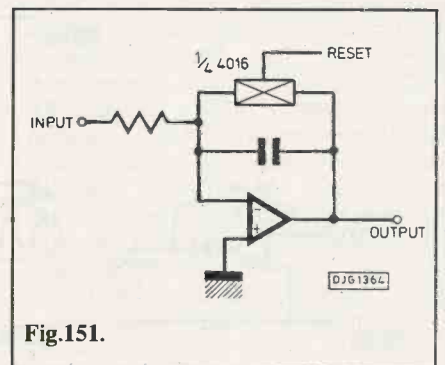 1/4 4016
RESET
INPUT
-
+
OUTPUT
DJG1364
Fig.151.